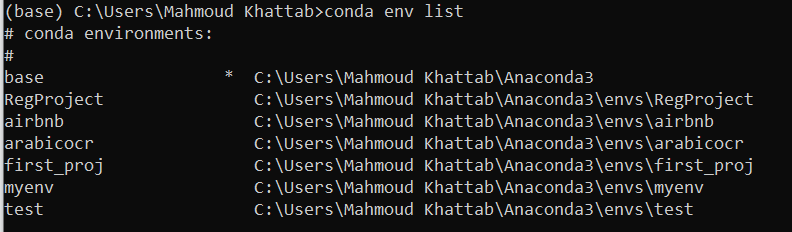 (base) C:\Users\Mahmoud Khattab>conda env list
# conda environments:
#
base                  *  C:\Users\Mahmoud Khattab\Anaconda3
RegProject               C:\Users\Mahmoud Khattab\Anaconda3\envs\RegProject
airbnb                   C:\Users\Mahmoud Khattab\Anaconda3\envs\airbnb
arabicocr                C:\Users\Mahmoud Khattab\Anaconda3\envs\arabicocr
first_proj               C:\Users\Mahmoud Khattab\Anaconda3\envs\first_proj
myenv                    C:\Users\Mahmoud Khattab\Anaconda3\envs\myenv
test                     C:\Users\Mahmoud Khattab\Anaconda3\envs\test